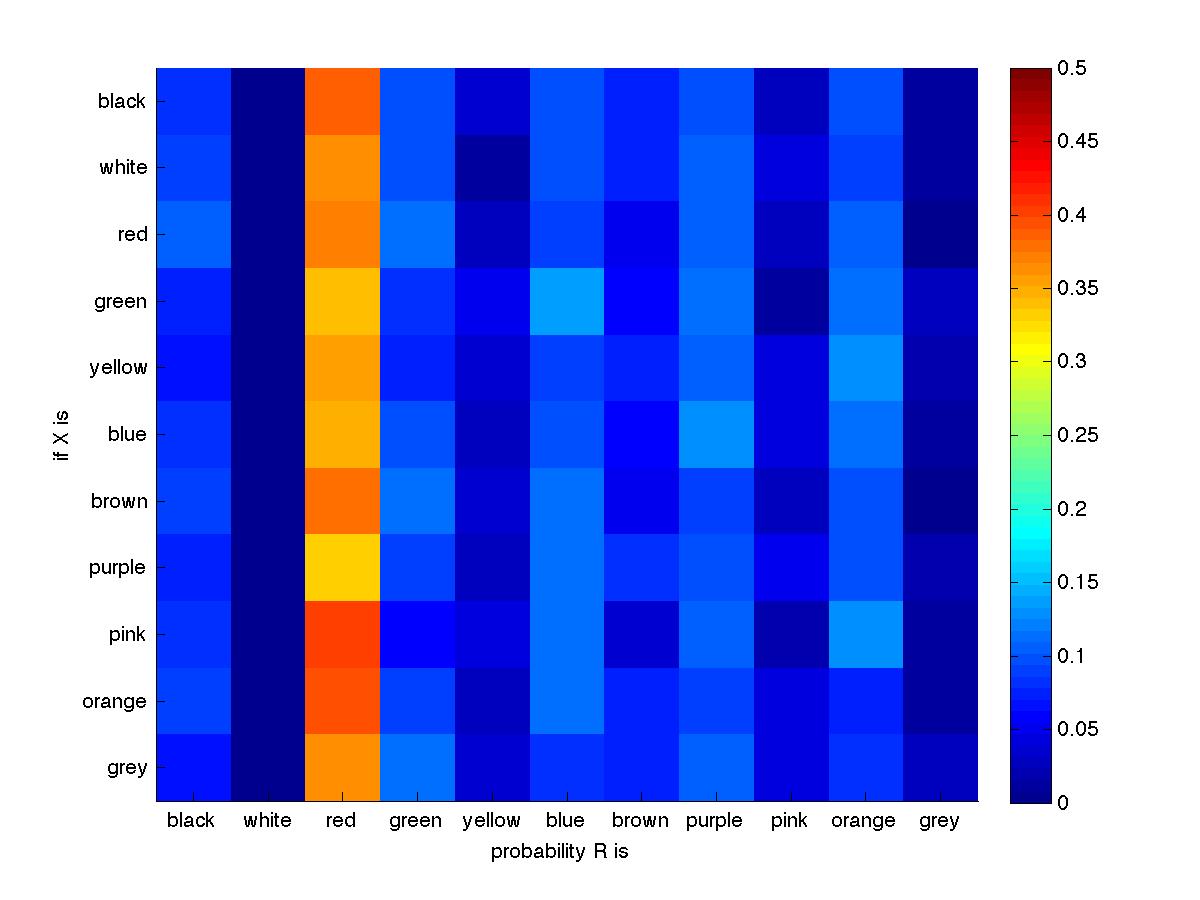 black
white
red
green
yellow
blue
brown
purple
pink
orange
grey
if X is
black white red green yellow blue brown purple pink orange grey
probability R is
0.5
0.45
0.4
0.35
0.3
0.25
0.2
0.15
0.1
0.05
0